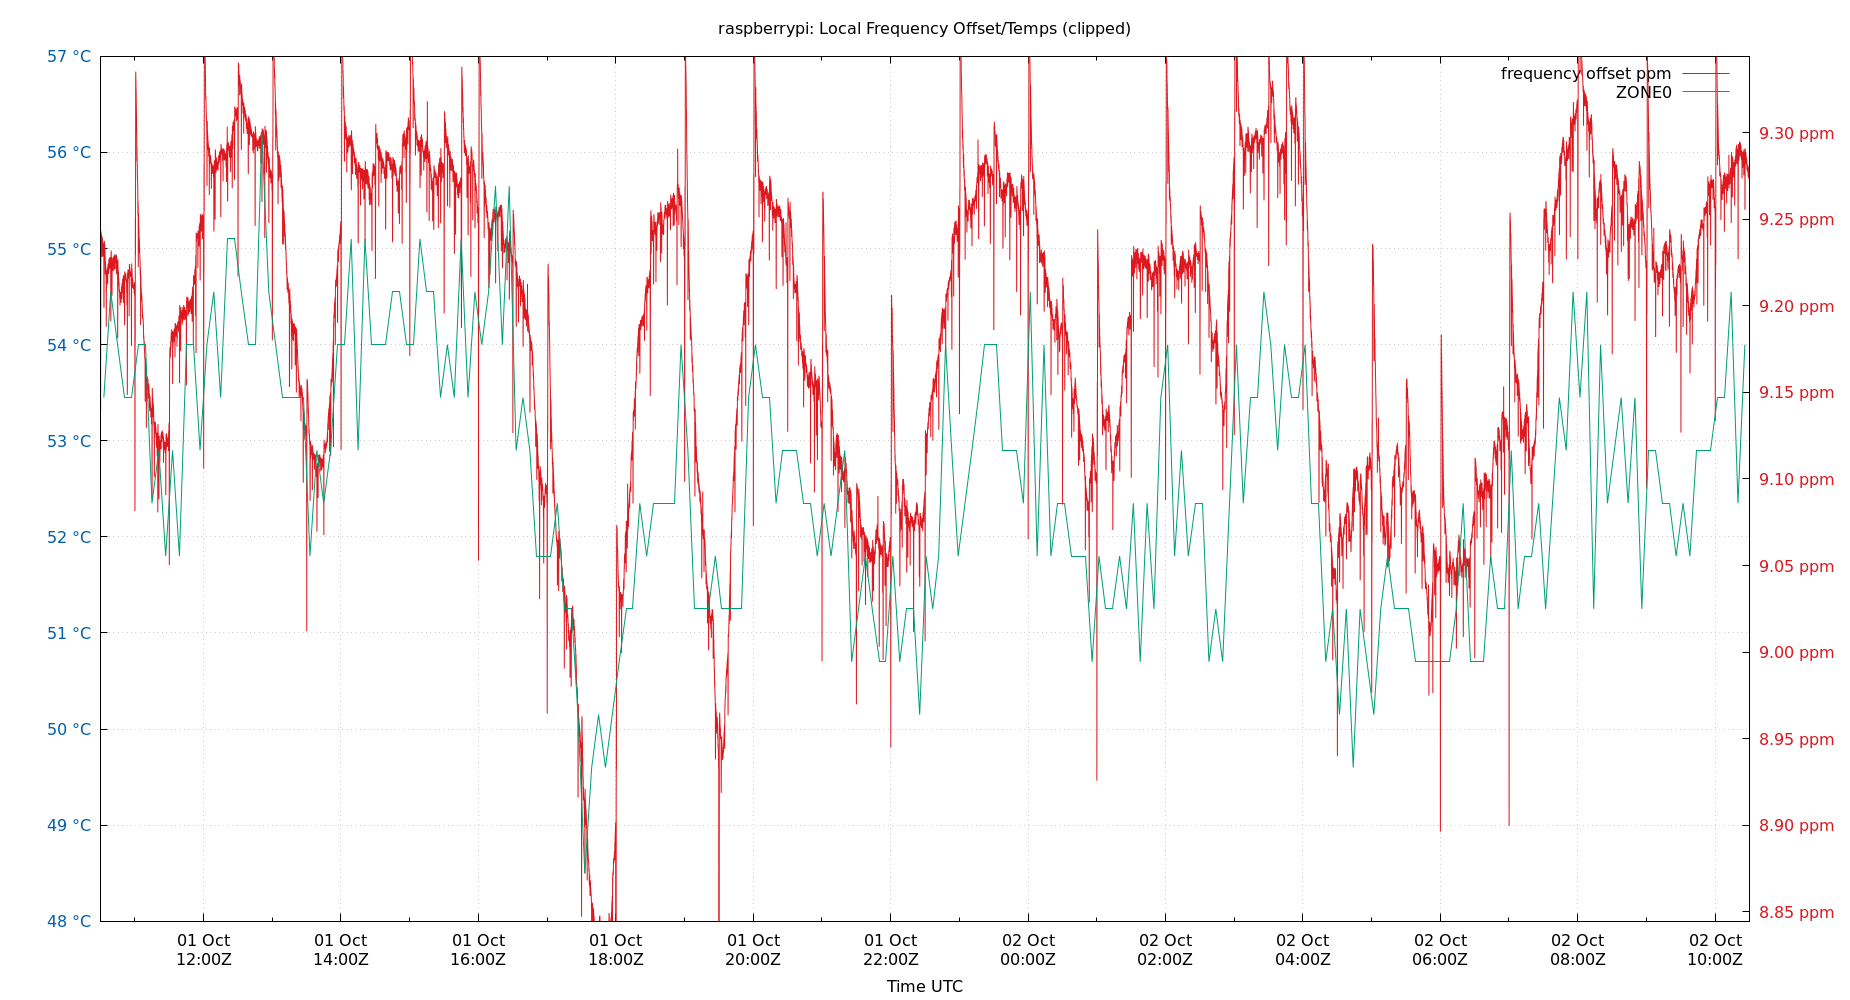 raspberrypi: Local Frequency Offset/Temps (clipped)
57 °C
56 °C
55 °C
54 °C
53 °C
52 °C
51 °C
50 °C
49 °C
48 °C
frequency offset ppm
ZONE0
9.30 ppm
9.25 ppm
9.20 ppm
9.15 ppm
9.10 ppm
9.05 ppm
9.00 ppm
8.95 ppm
8.90 ppm
8.85 ppm
01 Oct 01 Oct 01 Oct 01 Oct 01 Oct 01 Oct 02 Oct 02 Oct 02 Oct 02 Oct 02 Oct 02 Oct
12:00Z 14:00Z 16:00Z 18:00Z 20:00Z 22:00Z 00:00Z 02:00Z 04:00Z 06:00Z 08:00Z 10:00Z
Time UTC